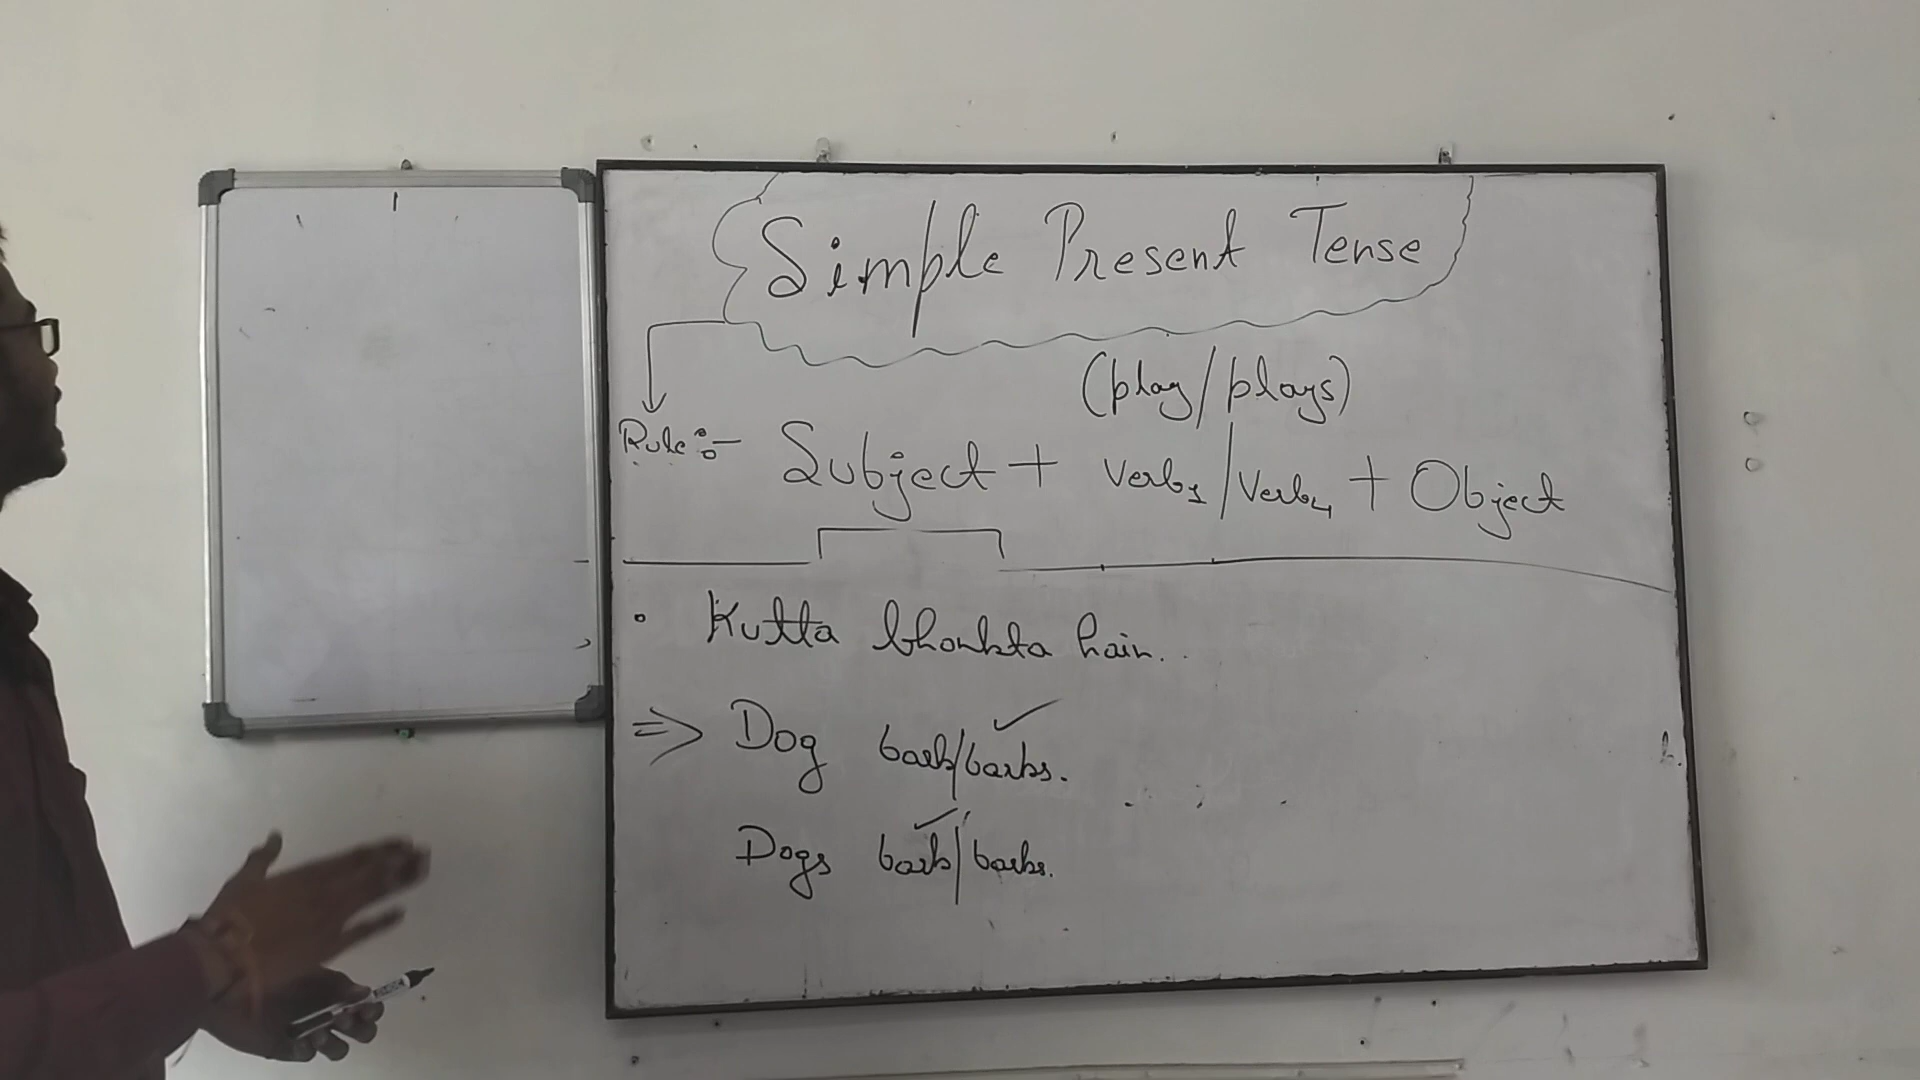 Simple Present Tense
(play/plays)
Rule:- Subject + Verb1/Verb4 + Object
• Kutta bhonkta hain.
⇒ Dog bark/barks.
Dogs bark/barks.